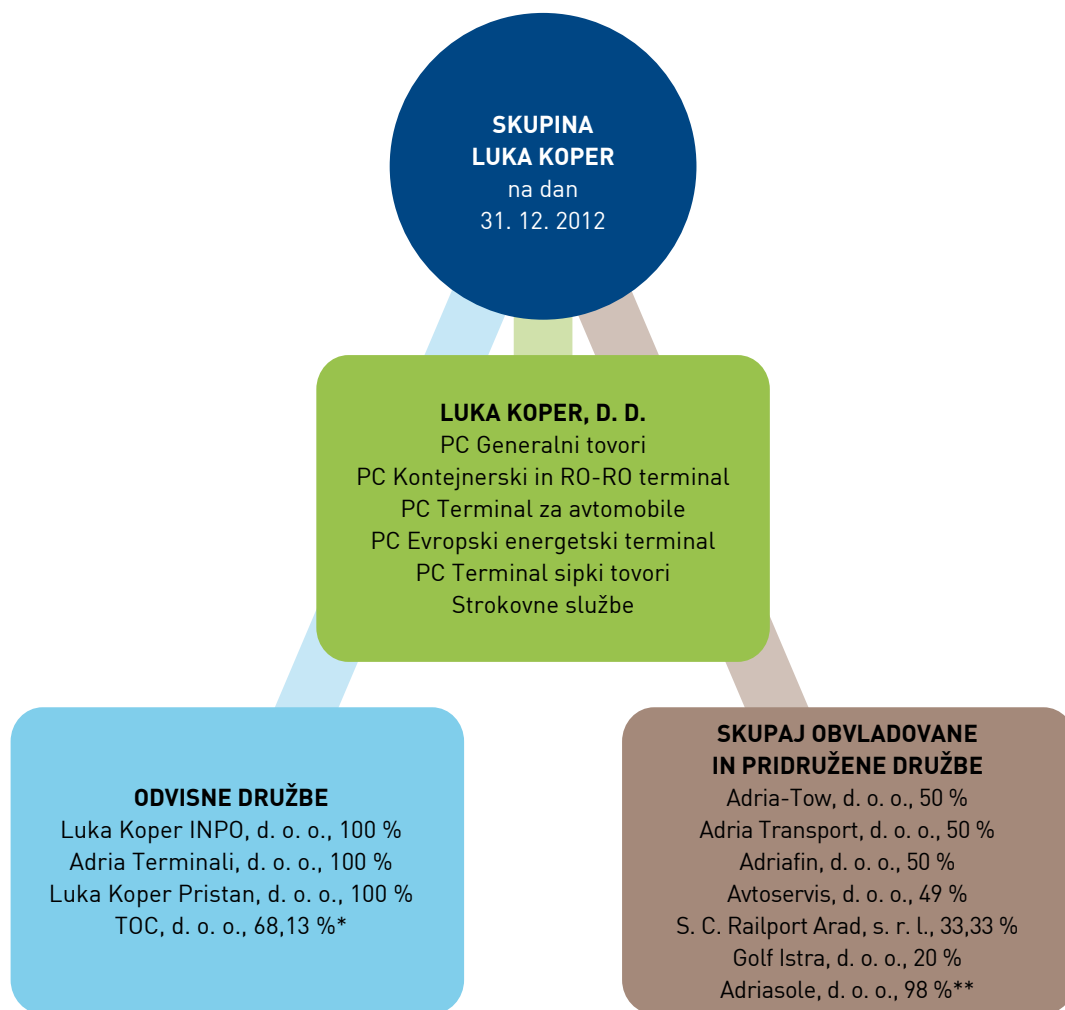 SKUPINA
LUKA KOPER
na dan
31. 12. 2012
LUKA KOPER, D. D.
PC Generalni tovori
PC Kontejnerski in RO-RO terminal
PC Terminal za avtomobile
PC Evropski energetski terminal
PC Terminal sipki tovori
Strokovne službe
ODVISNE DRUŽBE
Luka Koper INPO, d. o. o., 100 %
Adria Terminali, d. o. o., 100 %
Luka Koper Pristan, d. o. o., 100 %
TOC, d. o. o., 68,13 %*
SKUPAJ OBVLADOVANE
IN PRIDRUŽENE DRUŽBE
Adria-Tow, d. o. o., 50 %
Adria Transport, d. o. o., 50 %
Adriafin, d. o. o., 50 %
Avtoservis, d. o. o., 49 %
S. C. Railport Arad, s. r. l., 33,33 %
Golf Istra, d. o. o., 20 %
Adriasole, d. o. o., 98 %**